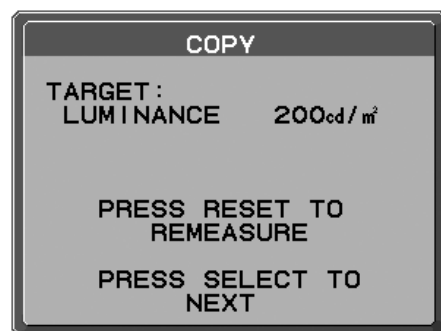 COPY
TARGET:
LUMINANCE 200cd/㎡
PRESS RESET TO
REMEASURE
PRESS SELECT TO
NEXT